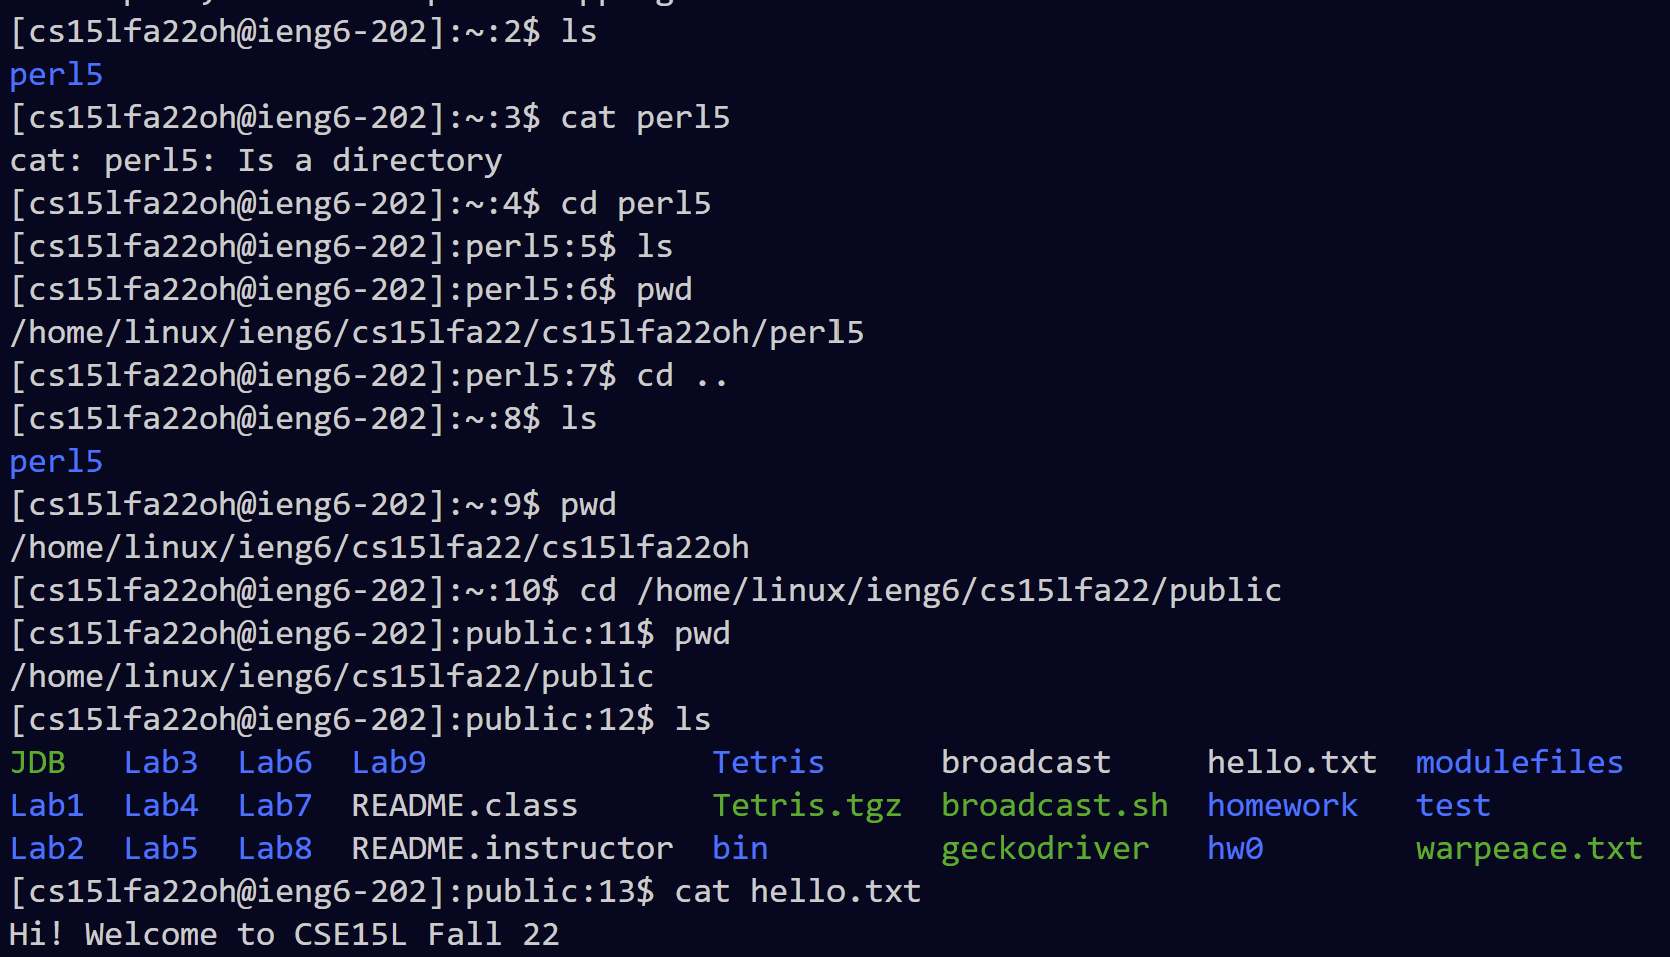 [cs15lfa22oh@ieng6-202]:~:2$ ls
perl5
[cs15lfa22oh@ieng6-202]:~:3$ cat perl5
cat: perl5: Is a directory
[cs15lfa22oh@ieng6-202]:~:4$ cd perl5
[cs15lfa22oh@ieng6-202]:perl5:5$ ls
[cs15lfa22oh@ieng6-202]:perl5:6$ pwd
/home/linux/ieng6/cs15lfa22/cs15lfa22oh/perl5
[cs15lfa22oh@ieng6-202]:perl5:7$ cd ..
[cs15lfa22oh@ieng6-202]:~:8$ ls
perl5
[cs15lfa22oh@ieng6-202]:~:9$ pwd
/home/linux/ieng6/cs15lfa22/cs15lfa22oh
[cs15lfa22oh@ieng6-202]:~:10$ cd /home/linux/ieng6/cs15lfa22/public
[cs15lfa22oh@ieng6-202]:public:11$ pwd
/home/linux/ieng6/cs15lfa22/public
[cs15lfa22oh@ieng6-202]:public:12$ ls
JDB   Lab3  Lab6  Lab9               Tetris      broadcast     hello.txt  modulefiles
Lab1  Lab4  Lab7  README.class       Tetris.tgz  broadcast.sh  homework   test
Lab2  Lab5  Lab8  README.instructor  bin         geckodriver   hw0        warpeace.txt
[cs15lfa22oh@ieng6-202]:public:13$ cat hello.txt
Hi! Welcome to CSE15L Fall 22